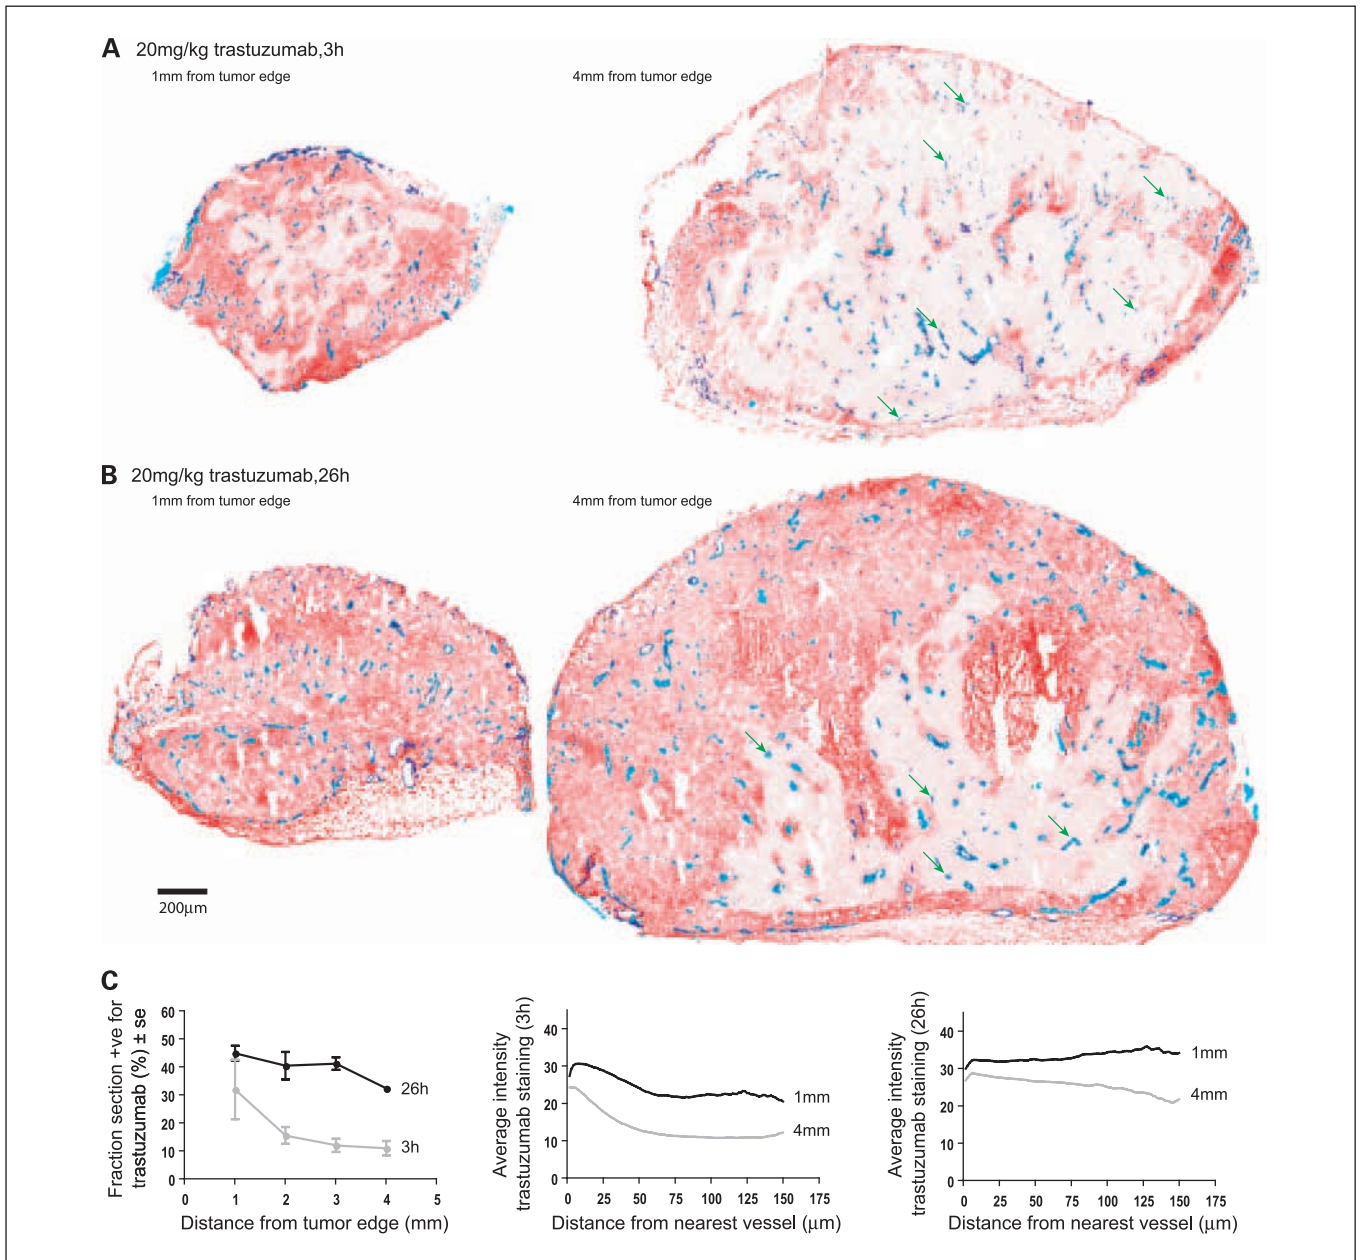 A 20mg/kg trastuzumab,3h
1mm from tumor edge
4mm from tumor edge
B 20mg/kg trastuzumab,26h
1mm from tumor edge
4mm from tumor edge
200μm
C
Fraction section +ve for
trastuzumab (%) ± se
60
50
40
30
20
10
0
26h
3h
0 1 2 3 4 5
Distance from tumor edge (mm)
Average intensity
trastuzumab staining (3h)
40
30
20
10
0
1mm
4mm
0 25 50 75 100 125 150 175
Distance from nearest vessel (μm)
Average intensity
trastuzumab staining (26h)
40
30
20
10
0
1mm
4mm
0 25 50 75 100 125 150 175
Distance from nearest vessel (μm)